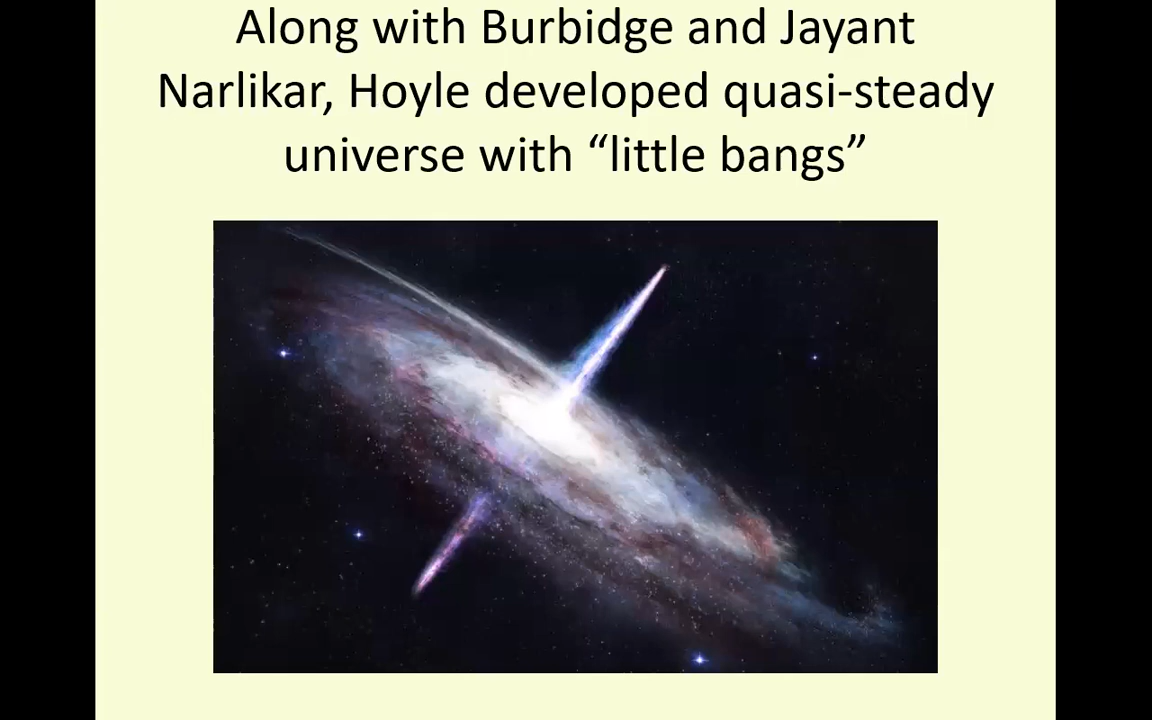 Along with Burbidge and Jayant
Narlikar, Hoyle developed quasi-steady
universe with “little bangs”